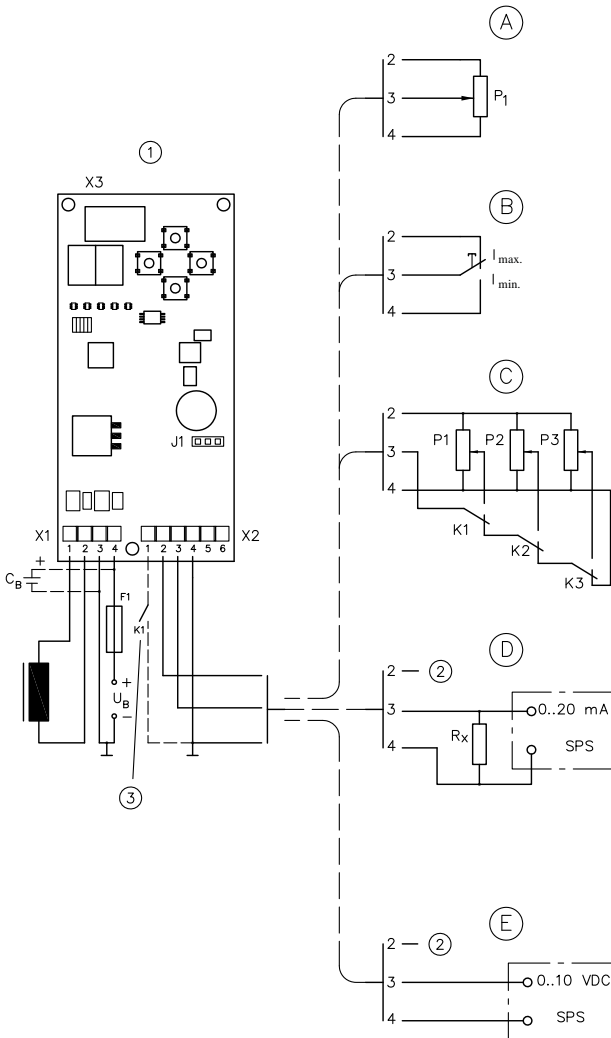 A
2
3
P1
4
1
X3
B
2
3
Imax.
Imin.
4
C
2
P1 P2 P3
3
4
K1
K2
K3
J1
X1 X2
1 2 3 4 1 2 3 4 5 6
+
CB
F1
K1
+
UB
−
3
D
2 2
3 0..20 mA
Rx
4 SPS
E
2 2
3 0..10 VDC
4 SPS